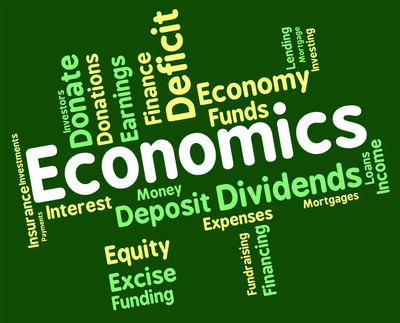 Investors
Donate
Donations
Earnings
Finance
Deficit
Economy
Funds
Lending
Mortgage
Investing
Economics
Investments
Insurance
Payments
Interest
Money
Deposit
Dividends
Loans
Income
Expenses
Mortgages
Equity
Excise
Funding
Fundraising
Financing